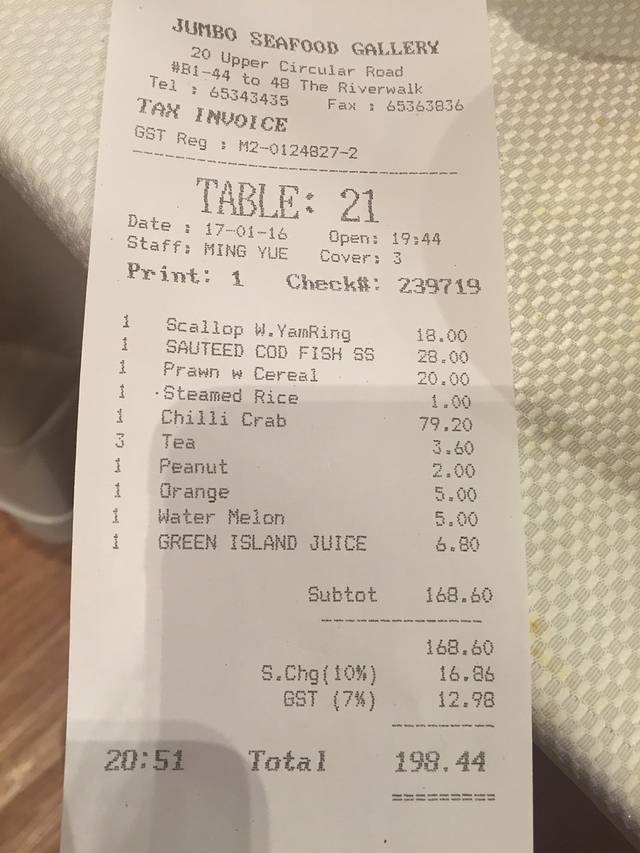 JUMBO SEAFOOD GALLERY
20 Upper Circular Road
#B1-44 to 48 The Riverwalk
Tel : 65343435 Fax : 65363836
TAX INVOICE
GST Reg : M2-0124827-2
TABLE: 21
Date : 17-01-16 Open: 19:44
Staff: MING YUE Cover: 3
Print: 1 Check#: 239719
1 Scallop W.YamRing 18.00
1 SAUTEED COD FISH SS 28.00
1 Prawn w Cereal 20.00
1 Steamed Rice 1.00
1 Chilli Crab 79.20
3 Tea 3.60
1 Peanut 2.00
1 Orange 5.00
1 Water Melon 5.00
1 GREEN ISLAND JUICE 6.80
Subtot 168.60
168.60
S.Chg(10%) 16.86
GST (7%) 12.98
20:51 Total 198.44